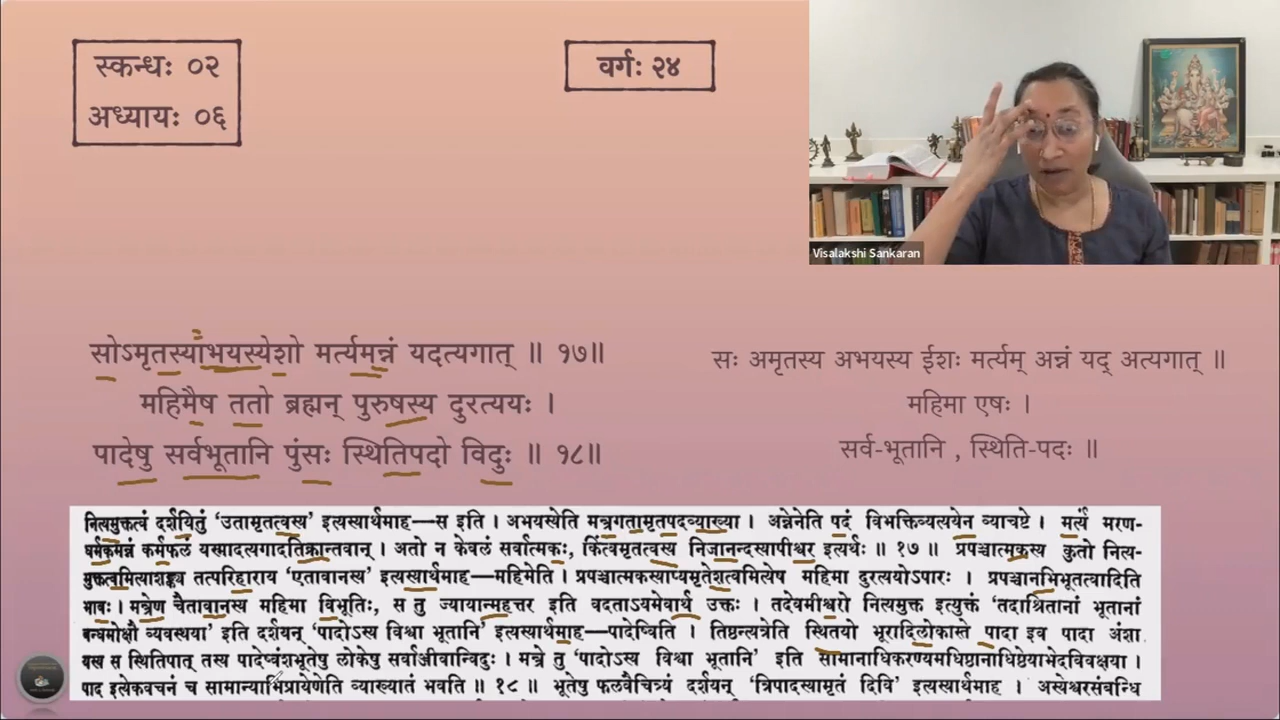 स्कन्धः ०२
अध्यायः ०६
वर्गः २४
Visalakshi Sankaran
सोऽमृतस्याभयस्येशो मर्त्यमन्नं यदत्यगात् ॥ १७॥
महिमैष ततो ब्रह्मन् पुरुषस्य दुरत्ययः ।
पादेषु सर्वभूतानि पुंसः स्थितिपदो विदुः ॥ १८॥
सः अमृतस्य अभयस्य ईशः मर्त्यम् अन्नं यद् अत्यगात् ॥
महिमा एषः ।
सर्व-भूतानि , स्थिति-पदः ॥
नित्यमुक्तत्वं दर्शयितुं ‘उतामृतत्वस्य’ इत्यस्यार्थमाह—स इति । अभयस्येति मन्त्रगतामृतपदव्याख्या । अन्नेनेति पदं विभक्तिव्यत्ययेन व्याचष्टे । मर्त्यं मरण-
धर्मकमन्नं कर्मफलं यस्मादत्यगादतिक्रान्तवान् । अतो न केवलं सर्वात्मकः, किंत्वमृतत्वस्य निजानन्दस्यापीश्वर इत्यर्थः ॥ १७ ॥ प्रपञ्चात्मकस्य कुतो नित्य-
मुक्तत्वमित्याशङ्क्य तत्परिहाराय ‘एतावानस्य’ इत्यस्यार्थमाह—महिमेति । प्रपञ्चात्मकस्याप्यमृतेशत्वमित्येष महिमा दुरत्ययोऽपारः । प्रपञ्चानभिभूतत्वादिति
भावः । मन्त्रेण चैतावानस्य महिमा विभूतिः, स तु ज्यायान्महत्तर इति वदताऽयमेवार्थ उक्तः । तदेवमीश्वरो नित्यमुक्त इत्युक्तं ‘तदाश्रितानां भूतानां
बन्धमोक्षौ व्यवस्थया’ इति दर्शयन् ‘पादोऽस्य विश्वा भूतानि’ इत्यस्यार्थमाह—पादेष्विति । तिष्ठन्त्यत्रेति स्थितयो भूरादिलोकास्ते पादा इव पादा अंशा
यस्य स स्थितिपात् तस्य पादेष्वंशभूतेषु लोकेषु सर्वाञ्जीवान्विदुः । मन्त्रे तु ‘पादोऽस्य विश्वा भूतानि’ इति सामानाधिकरण्यमधिष्ठानाधिष्ठेयाभेदविवक्षया ।
पाद इत्येकवचनं च सामान्याभिप्रायेणेति व्याख्यातं भवति ॥ १८ ॥ भूतेषु फलवैचित्र्यं दर्शयन् ‘त्रिपादस्यामृतं दिवि’ इत्यस्यार्थमाह । अस्येश्वरसंबन्धि